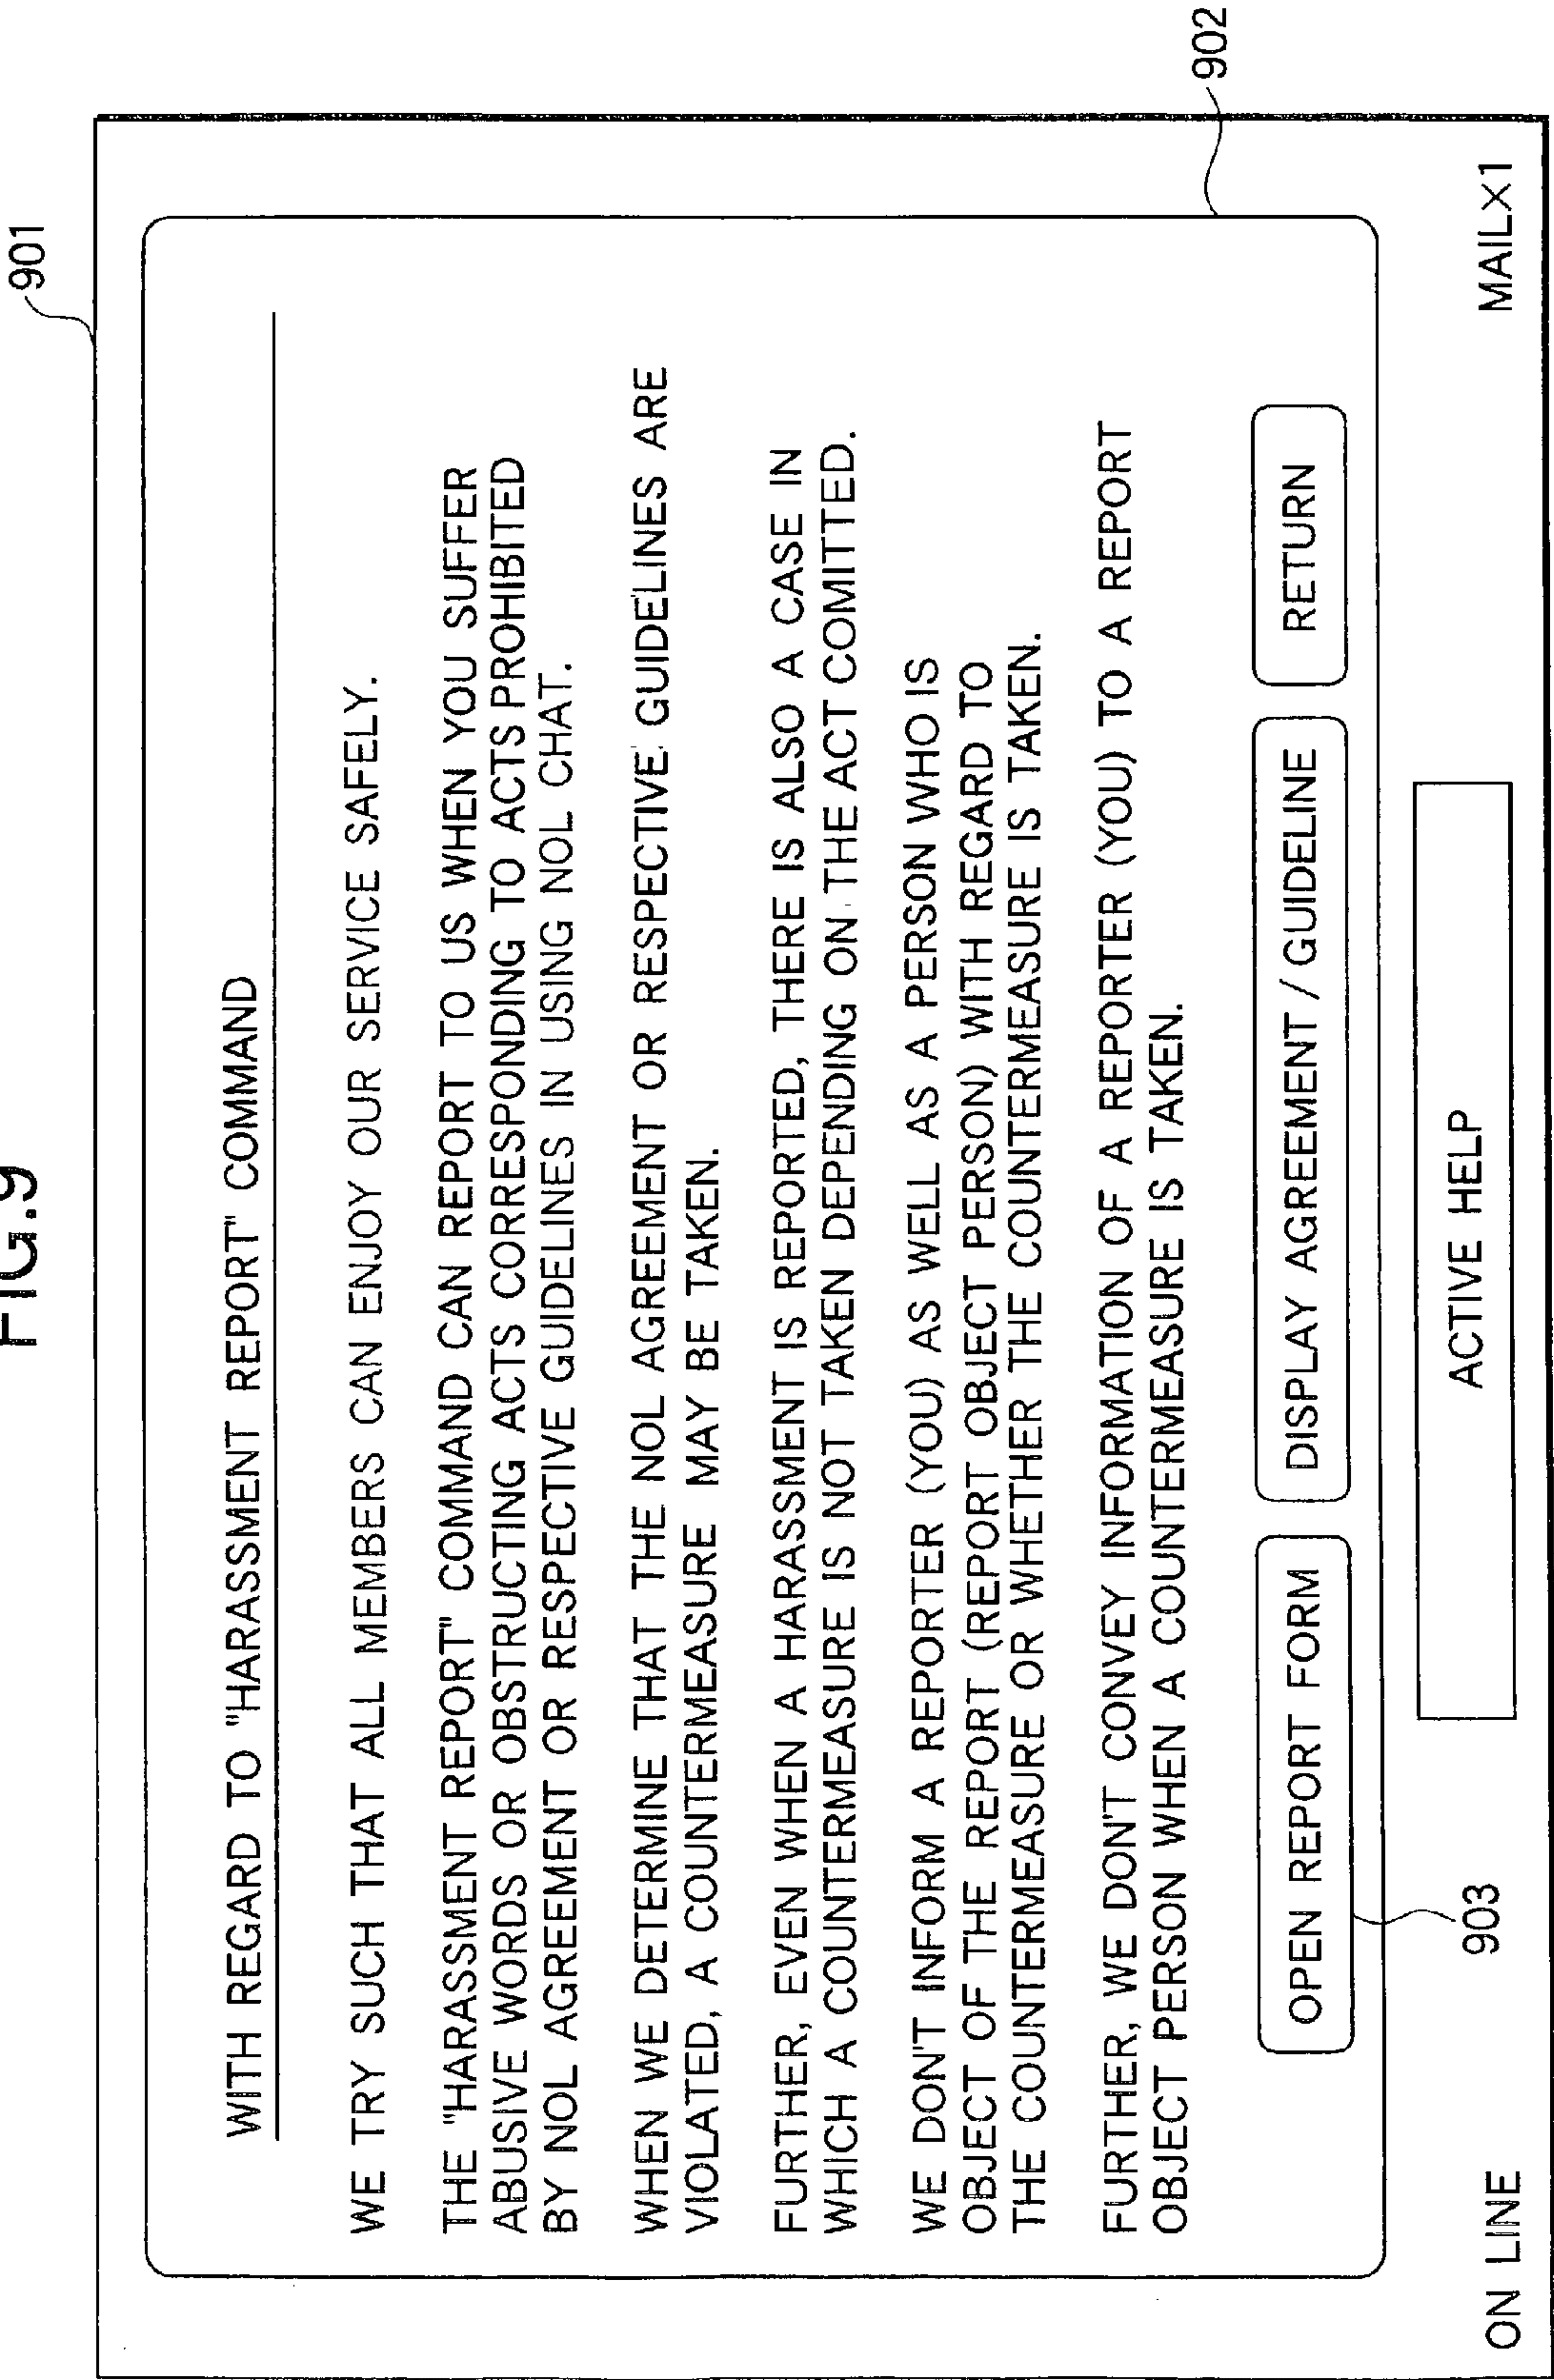 FIG.9
901
WITH REGARD TO "HARASSMENT REPORT" COMMAND
WE TRY SUCH THAT ALL MEMBERS CAN ENJOY OUR SERVICE SAFELY.
THE "HARASSMENT REPORT" COMMAND CAN REPORT TO US WHEN YOU SUFFER
ABUSIVE WORDS OR OBSTRUCTING ACTS CORRESPONDING TO ACTS PROHIBITED
BY NOL AGREEMENT OR RESPECTIVE GUIDELINES IN USING NOL CHAT.
WHEN WE DETERMINE THAT THE NOL AGREEMENT OR RESPECTIVE GUIDELINES ARE
VIOLATED, A COUNTERMEASURE MAY BE TAKEN.
FURTHER, EVEN WHEN A HARASSMENT IS REPORTED, THERE IS ALSO A CASE IN
WHICH A COUNTERMEASURE IS NOT TAKEN DEPENDING ON THE ACT COMITTED.
WE DON'T INFORM A REPORTER (YOU) AS WELL AS A PERSON WHO IS
OBJECT OF THE REPORT (REPORT OBJECT PERSON) WITH REGARD TO
THE COUNTERMEASURE OR WHETHER THE COUNTERMEASURE IS TAKEN.
FURTHER, WE DON'T CONVEY INFORMATION OF A REPORTER (YOU) TO A REPORT
OBJECT PERSON WHEN A COUNTERMEASURE IS TAKEN.
902
OPEN REPORT FORM DISPLAY AGREEMENT / GUIDELINE RETURN
903
ON LINE ACTIVE HELP MAIL×1